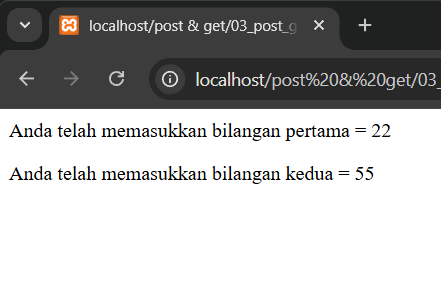 localhost/post & get/03_post_g
localhost/post%20&%20get/03_
Anda telah memasukkan bilangan pertama = 22
Anda telah memasukkan bilangan kedua = 55